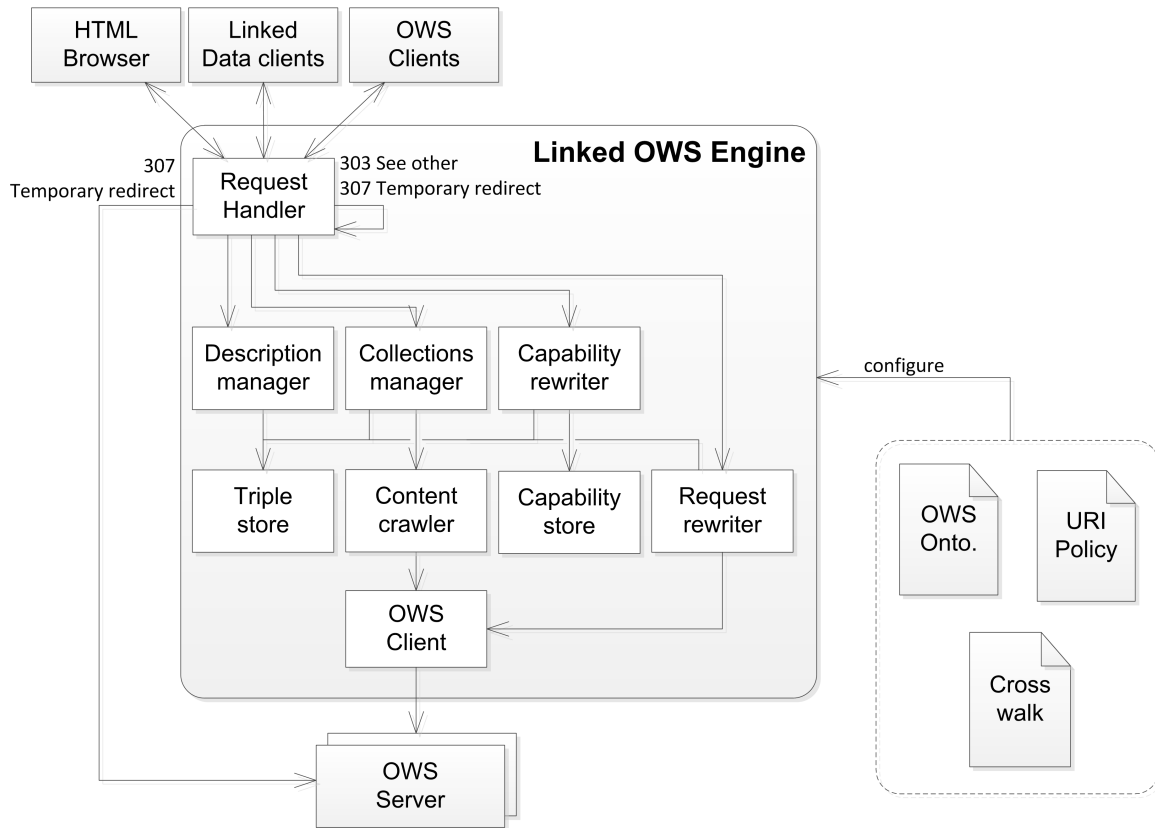 HTML
Browser
Linked
Data clients
OWS
Clients
Linked OWS Engine
307
Temporary redirect
303 See other
307 Temporary redirect
Request
Handler
Description
manager
Collections
manager
Capability
rewriter
configure
Triple
store
Content
crawler
Capability
store
Request
rewriter
OWS
Onto.
URI
Policy
OWS
Client
Cross
walk
OWS
Server